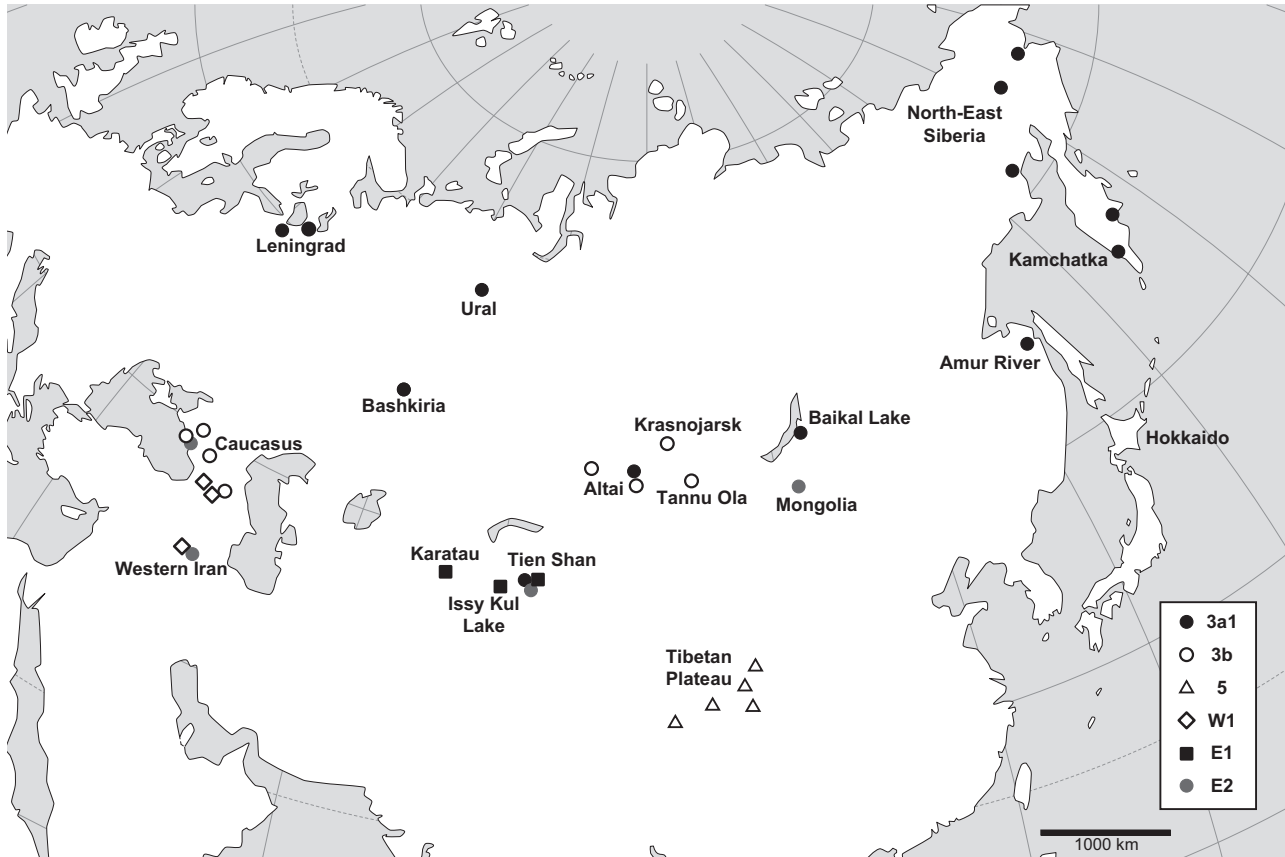 North-East
Siberia
Leningrad
Kamchatka
Ural
Amur River
Bashkiria
Krasnojarsk
Baikal Lake
Caucasus
Hokkaido
Altai
Tannu Ola
Mongolia
Karatau
Tien Shan
Western Iran
Issy Kul
Lake
Tibetan
Plateau
3a1
3b
5
W1
E1
E2
1000 km